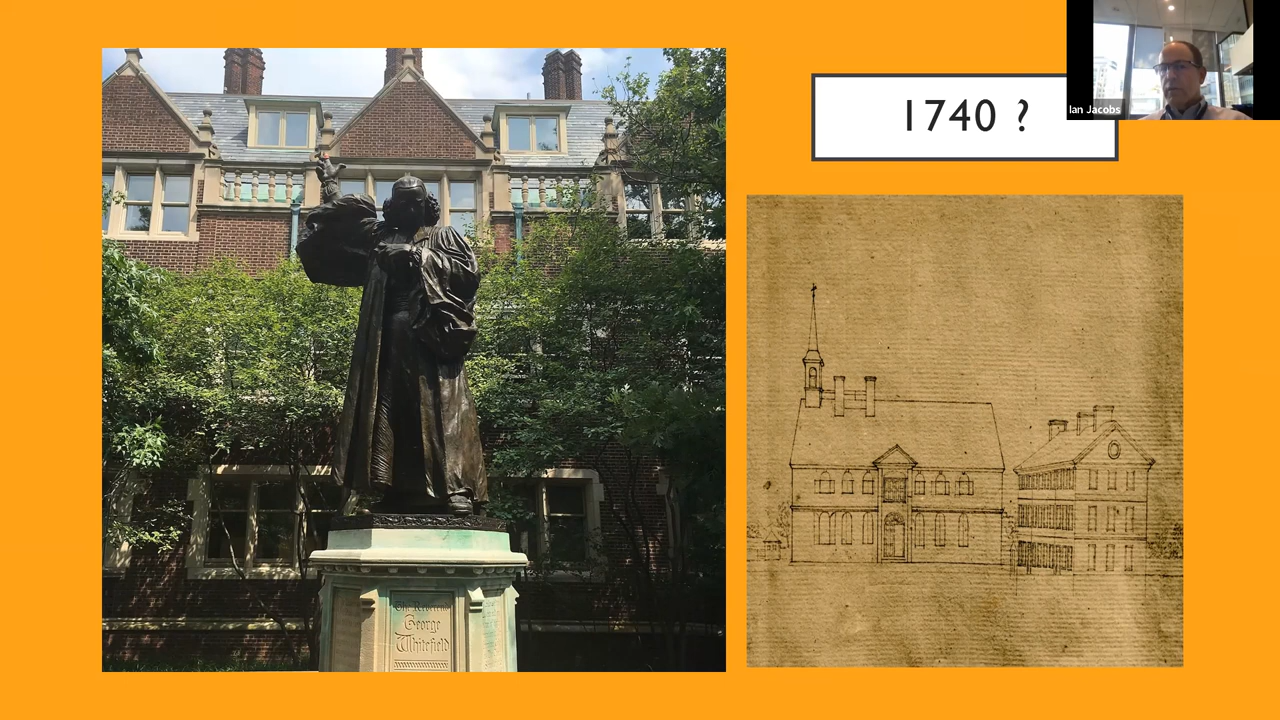 1740 ?
Ian Jacobs
The Reverend
George
Whitefield